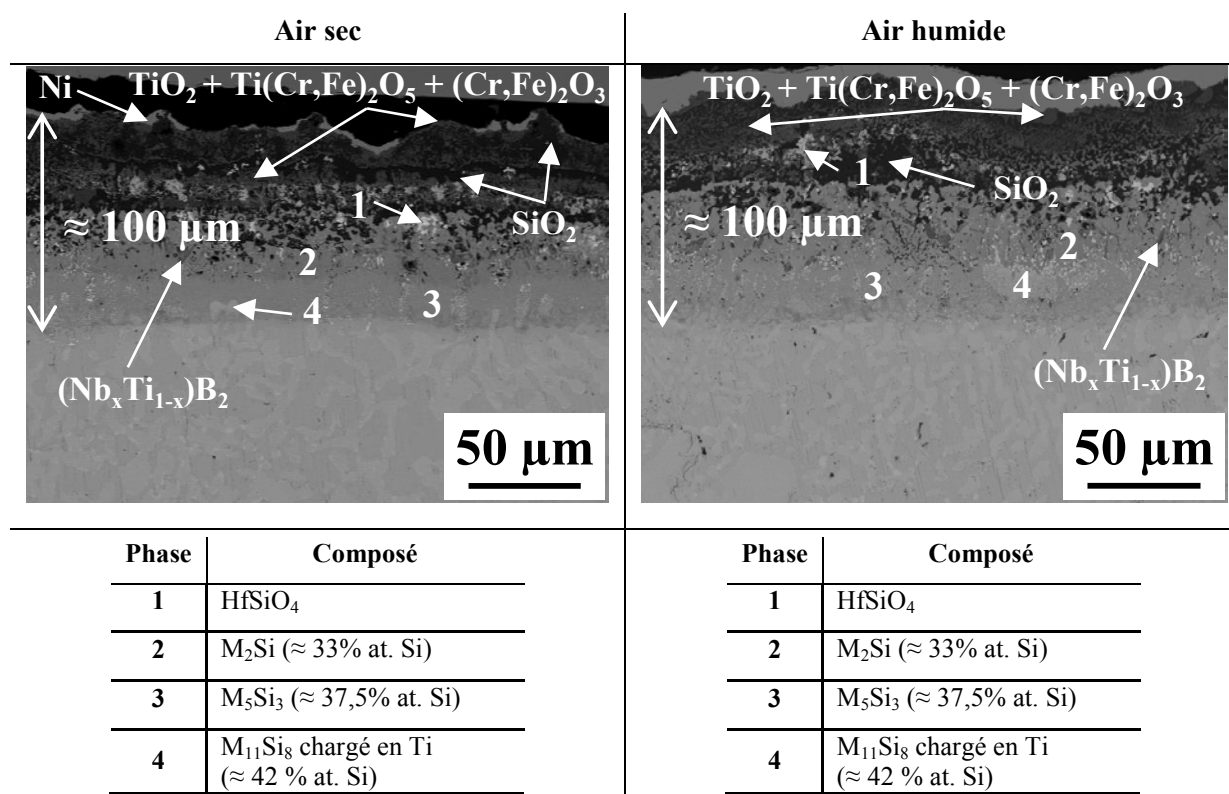 Air sec
Air humide
Ni
TiO₂ + Ti(Cr,Fe)₂O₅ + (Cr,Fe)₂O₃
1
SiO₂
≈ 100 µm
2
3
4
(NbₓTi₁₋ₓ)B₂
50 µm
TiO₂ + Ti(Cr,Fe)₂O₅ + (Cr,Fe)₂O₃
1
SiO₂
≈ 100 µm
2
3
4
(NbₓTi₁₋ₓ)B₂
50 µm
Phase Composé
1 HfSiO₄
2 M₂Si (≈ 33% at. Si)
3 M₅Si₃ (≈ 37,5% at. Si)
4 M₁₁Si₈ chargé en Ti
(≈ 42 % at. Si)
Phase Composé
1 HfSiO₄
2 M₂Si (≈ 33% at. Si)
3 M₅Si₃ (≈ 37,5% at. Si)
4 M₁₁Si₈ chargé en Ti
(≈ 42 % at. Si)